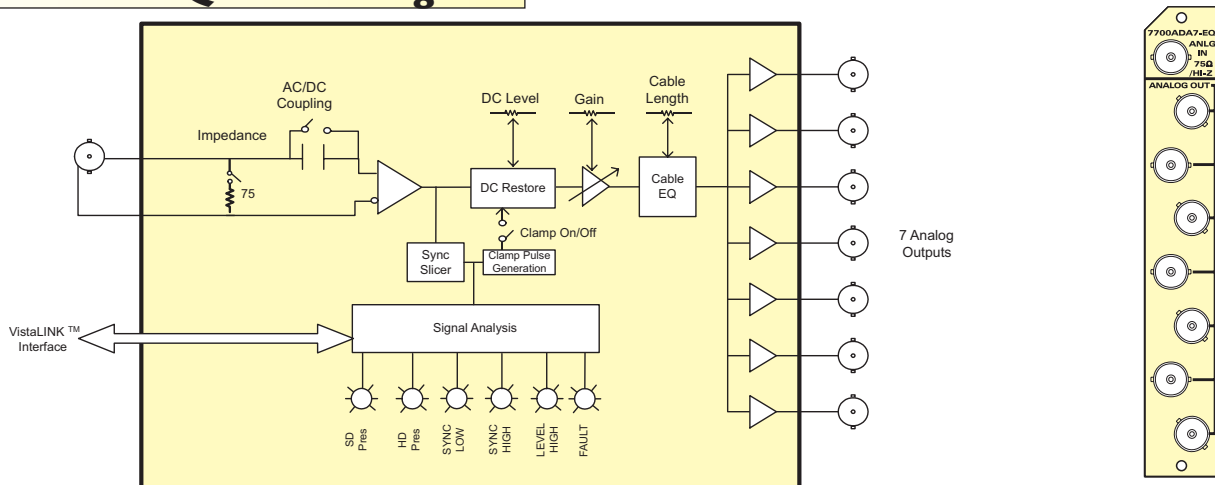 AC/DC
Coupling
Impedance
75
DC Level
Gain
Cable
Length
DC Restore
Cable
EQ
Clamp On/Off
Sync
Slicer
Clamp Pulse
Generation
Signal Analysis
VistaLINK ™
Interface
SD
Pres
HD
Pres
SYNC
LOW
SYNC
HIGH
LEVEL
HIGH
FAULT
7 Analog
Outputs
7700ADA7-EQ
ANLG
IN
75Ω
/HI-Z
ANALOG OUT